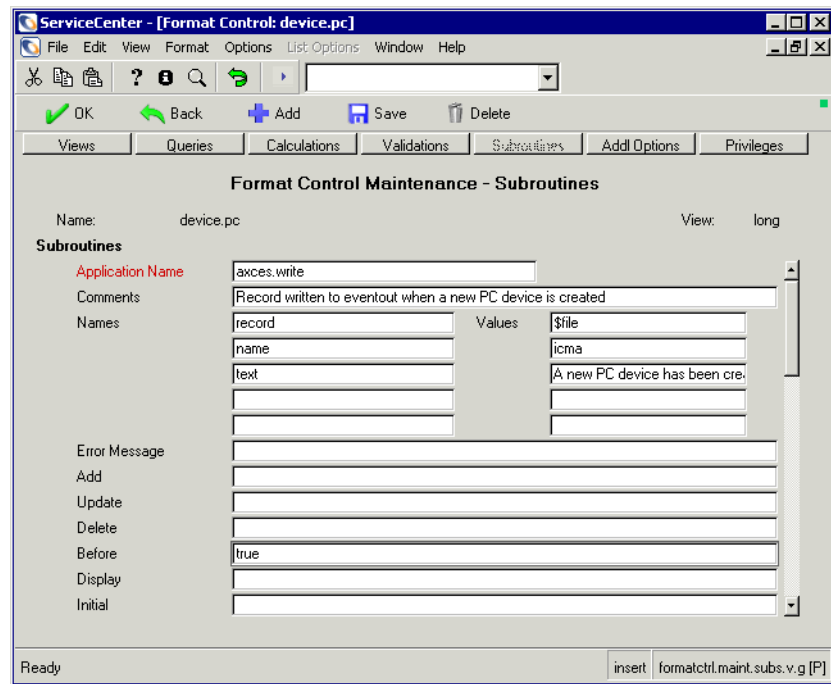 ServiceCenter - [Format Control: device.pc]
File Edit View Format Options List Options Window Help
OK Back Add Save Delete
Views Queries Calculations Validations Subroutines Addl Options Privileges
Format Control Maintenance - Subroutines
Name: device.pc View: long
Subroutines
Application Name axces.write
Comments Record written to eventout when a new PC device is created
Names record Values $file
name icma
text A new PC device has been cre
Error Message
Add
Update
Delete
Before true
Display
Initial
Ready insert formatctrl.maint.subs.v.g [P]